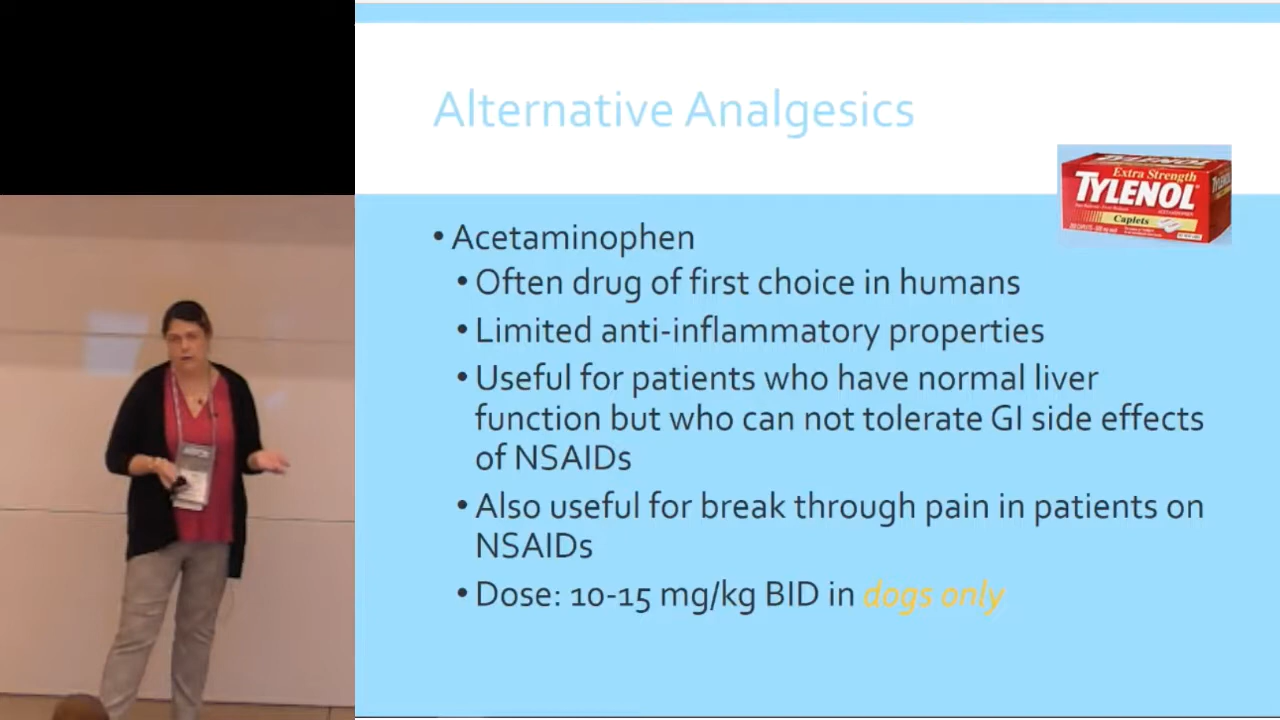 Alternative Analgesics
Extra Strength
TYLENOL
Caplets
• Acetaminophen
• Often drug of first choice in humans
• Limited anti-inflammatory properties
• Useful for patients who have normal liver
function but who can not tolerate GI side effects
of NSAIDs
• Also useful for break through pain in patients on
NSAIDs
• Dose: 10-15 mg/kg BID in dogs only